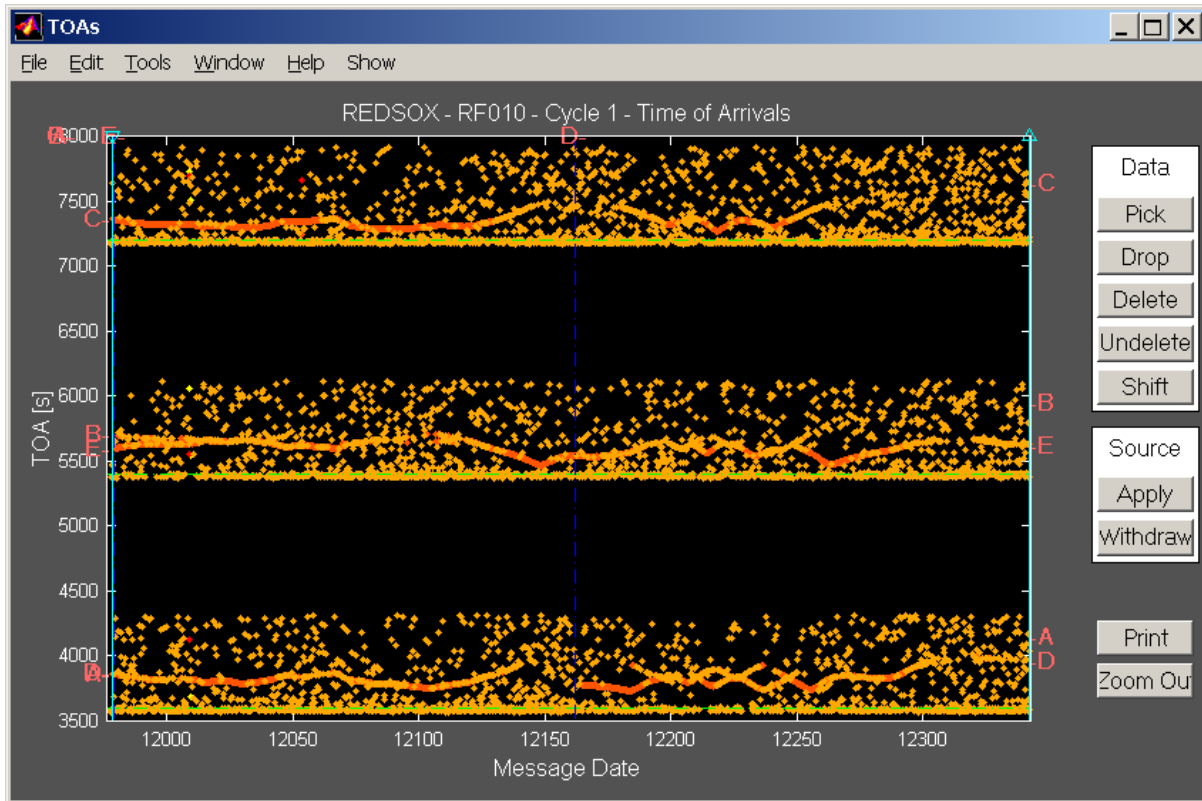 TOAs
File Edit Tools Window Help Show
REDSOX - RF010 - Cycle 1 - Time of Arrivals
E D
8000
7500
7000
6500
6000
5500
5000
4500
4000
3500
TOA [s]
C
B
E
D
C
B
E
A
D
12000 12050 12100 12150 12200 12250 12300
Message Date
Data
Pick
Drop
Delete
Undelete
Shift
Source
Apply
Withdraw
Print
Zoom Ou